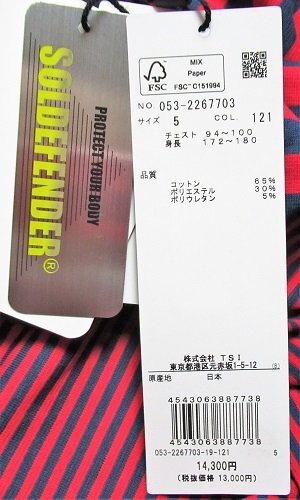 SUNDEFENDER®
PROTECT YOUR BODY
FSC
MIX
Paper
FSC™ C151994
NO. 053-2267703
サイズ 5 COL. 121
チェスト 94~100
身長 172~180
品質
コットン 65%
ポリエステル 30%
ポリウレタン 5%
株式会社 TSI
東京都港区元赤坂1-5-12
原産地 日本
4543063887738
4543063887738
053-2267703-19-121 5
14,300円
(税抜価格 13,000円)